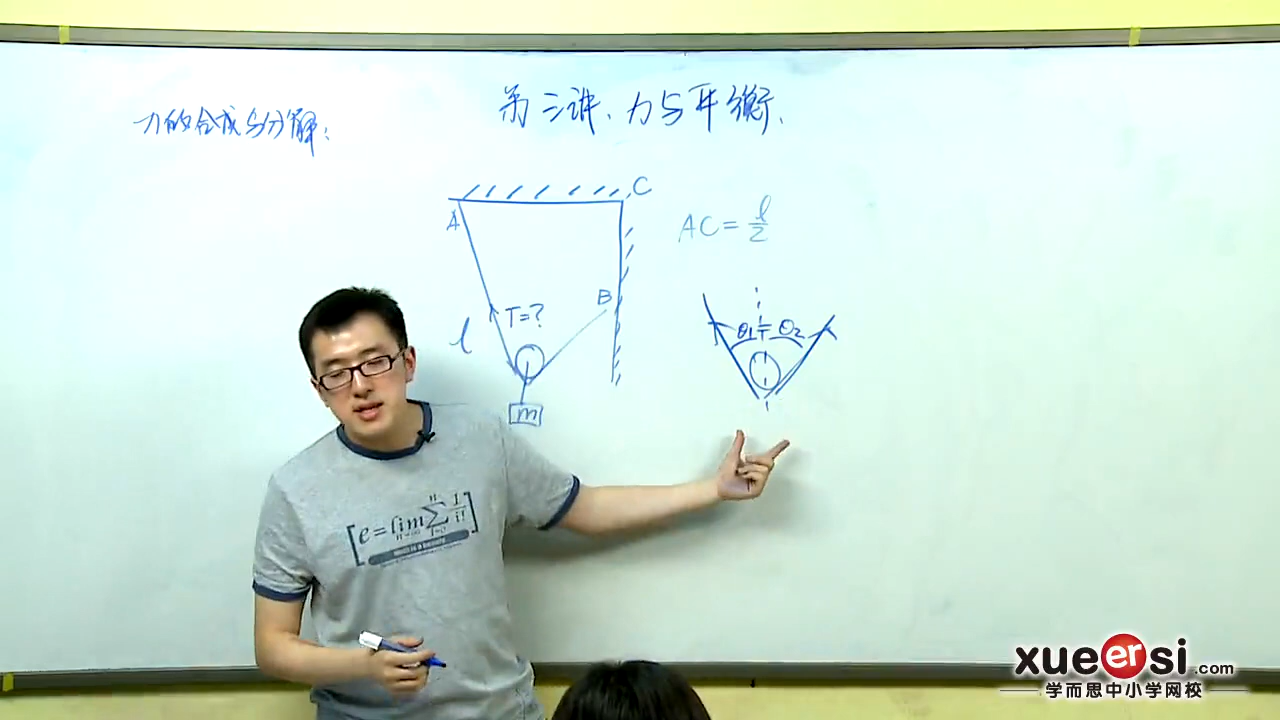 第三讲、力与平衡.
力的合成与分解：
C
A
AC = l/2
B
T=?
l
θ1 = θ2
m
[e = lim Σ 1/i!]
xueersi.com
学而思中小学网校